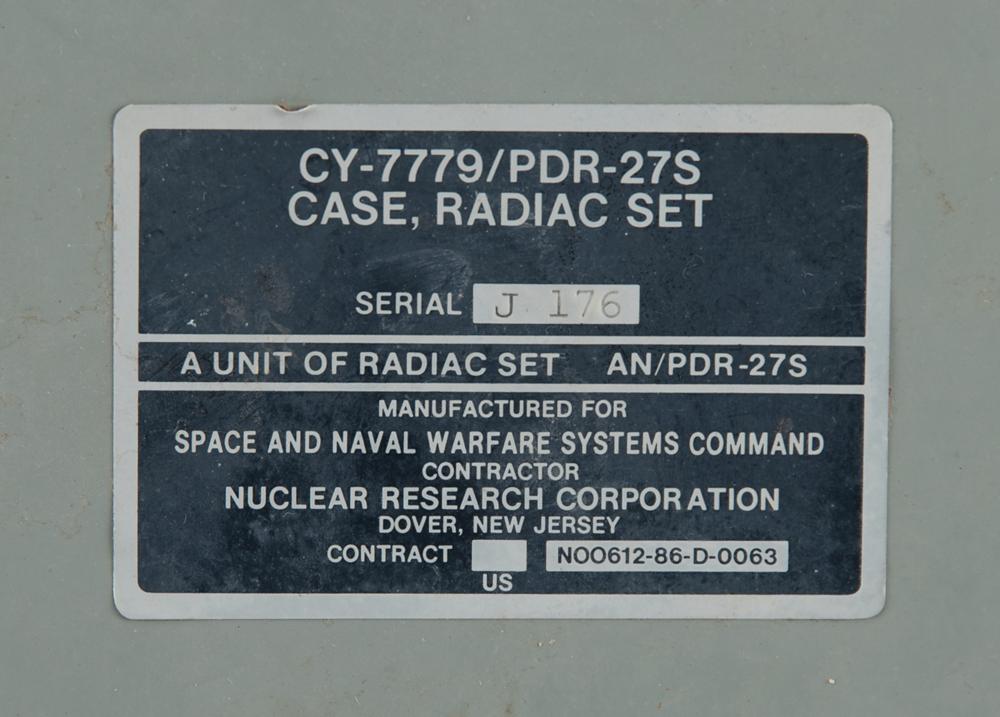 CY-7779/PDR-27S
CASE, RADIAC SET
SERIAL J 176
A UNIT OF RADIAC SET AN/PDR-27S
MANUFACTURED FOR
SPACE AND NAVAL WARFARE SYSTEMS COMMAND
CONTRACTOR
NUCLEAR RESEARCH CORPORATION
DOVER, NEW JERSEY
CONTRACT NOO612-86-D-0063
US